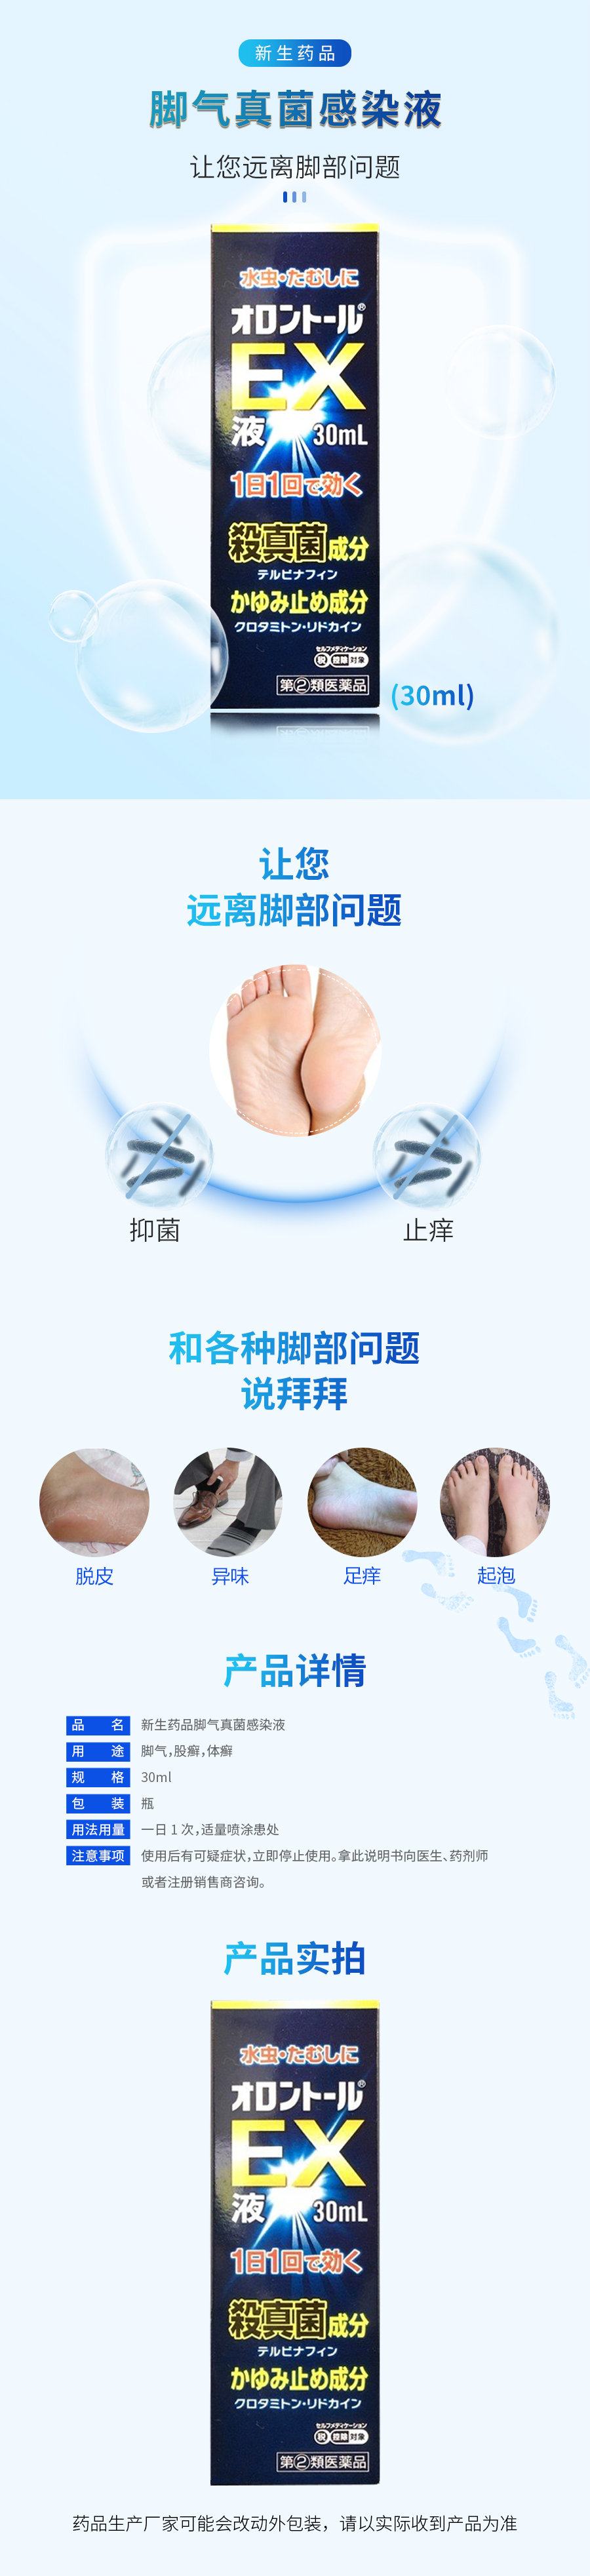 新生药品
脚气真菌感染液
让您远离脚部问题
水虫・たむしに
オロントール®
EX
液 30mL
1日1回で効く
殺真菌成分
テルビナフィン
かゆみ止め成分
クロタミトン・リドカイン
セルフメディケーション
税 控除 対象
第②類医薬品
(30ml)
第②類医薬品
让您
远离脚部问题
抑菌
止痒
和各种脚部问题
说拜拜
脱皮
异味
足痒
起泡
产品详情
品名 新生药品脚气真菌感染液
用途 脚气,股癣,体癣
规格 30ml
包装 瓶
用法用量 一日 1 次,适量喷涂患处
注意事项 使用后有可疑症状,立即停止使用。拿此说明书向医生、药剂师
或者注册销售商咨询。
产品实拍
水虫・たむしに
オロントール®
EX
液 30mL
1日1回で効く
殺真菌成分
テルビナフィン
かゆみ止め成分
クロタミトン・リドカイン
セルフメディケーション
税 控除 対象
第②類医薬品
药品生产厂家可能会改动外包装，请以实际收到产品为准